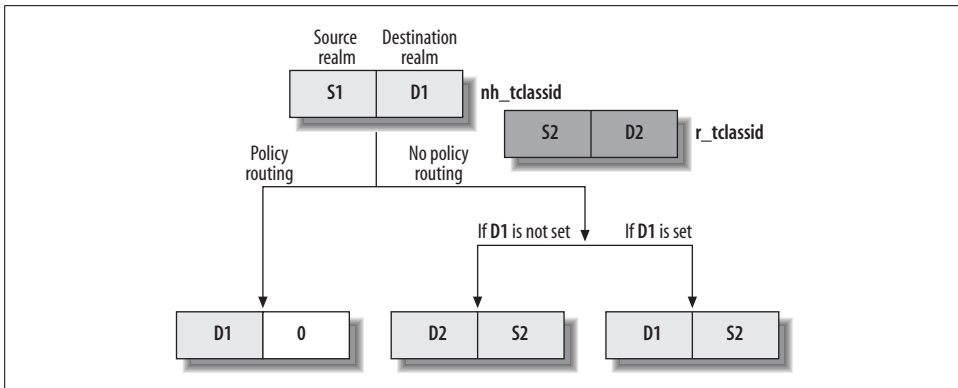 Source
realm
Destination
realm
S1
D1
nh_tclassid
S2
D2
r_tclassid
Policy
routing
No policy
routing
If D1 is not set
If D1 is set
D1
0
D2
S2
D1
S2